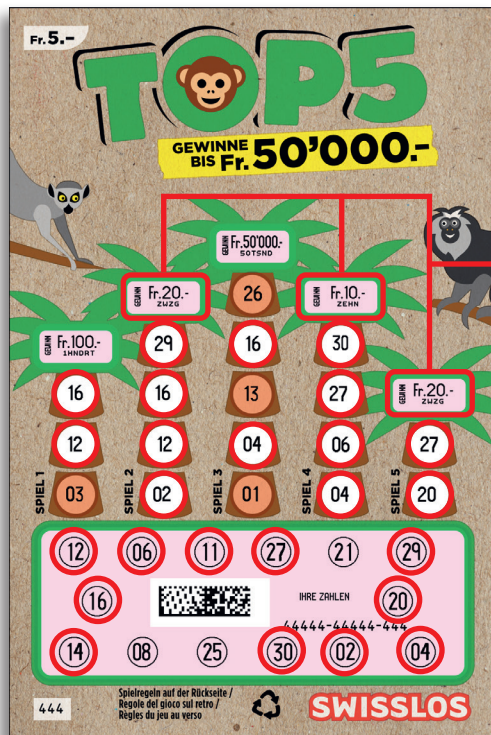 Fr. 5.-
TOP5
GEWINNE
BIS Fr. 50'000.-
GEWINN Fr.50'000.-
50TSND
GEWINN Fr.20.-
ZWZG
26
GEWINN Fr.10.-
ZEHN
GEWINN Fr.100.-
1HNDRT
29
16
30
16
16
13
27
GEWINN Fr.20.-
ZWZG
12
12
04
06
27
SPIEL 1
03
SPIEL 2
02
SPIEL 3
01
SPIEL 4
04
SPIEL 5
20
12 06 11 27 21 29
16 IHRE ZAHLEN 20
44444-44444-444
14 08 25 30 02 04
444
Spielregeln auf der Rückseite /
Regole del gioco sul retro /
Règles du jeu au verso
SWISSLOS